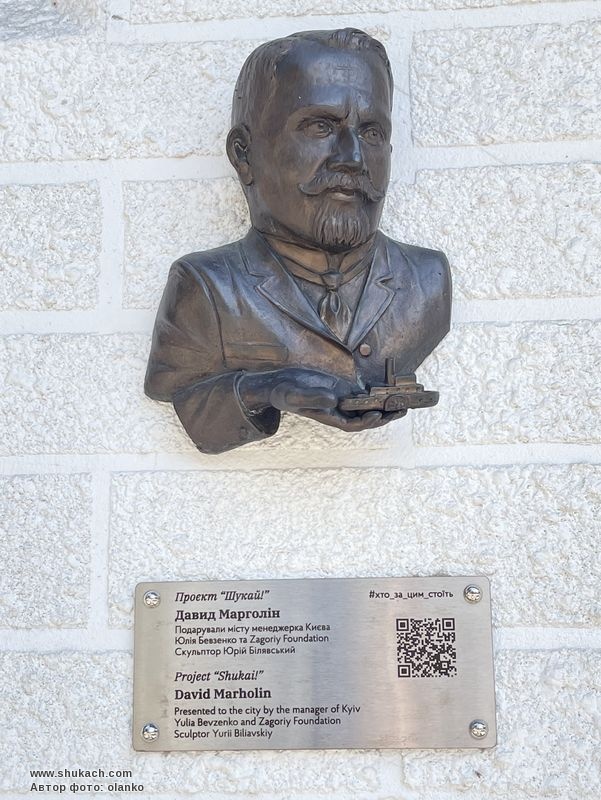 Проєкт “Шукай!”
#хто_за_цим_стоїть
Давид Марголін
Подарували місту менеджерка Києва
Юлія Бевзенко та Zagoriy Foundation
Скульптор Юрій Білявський
Project “Shukai!”
David Marholin
Presented to the city by the manager of Kyiv
Yulia Bevzenko and Zagoriy Foundation
Sculptor Yurii Biliavskiy
www.shukach.com
Автор фото: olanko